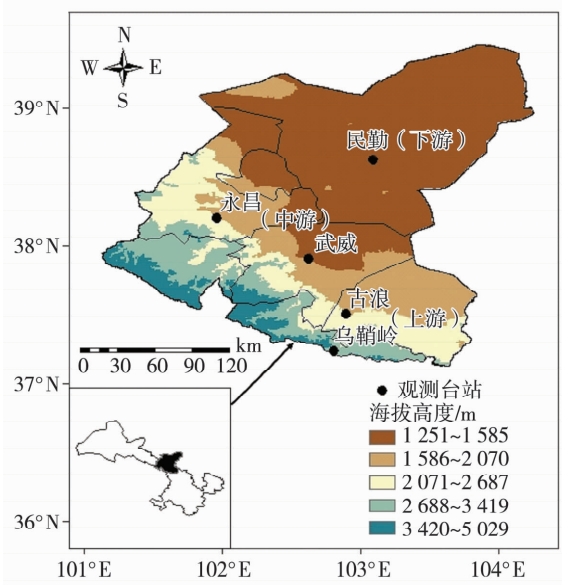 N
W E
S
39° N
民勤（下游）
永昌
（中游）
38° N
武威
古浪
（上游）
乌鞘岭
km
0 30 60 90 120
37° N
观测台站
海拔高度/m
1 251~1 585
1 586~2 070
2 071~2 687
2 688~3 419
3 420~5 029
36° N
101° E 102° E 103° E 104° E